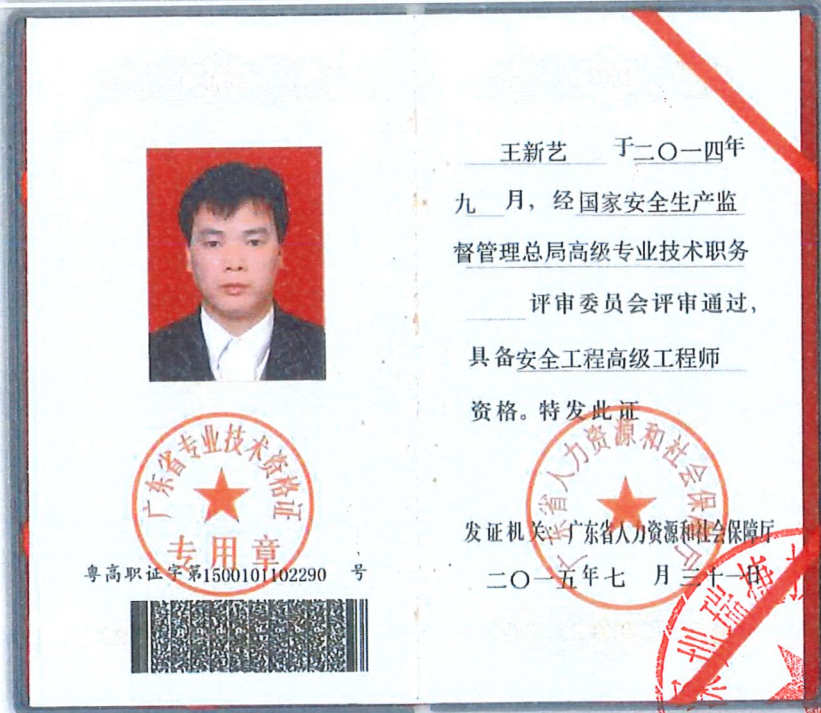 广东省专业技术资格证
专用章
粤高职证字第1500101102290 号
王新艺 于二〇一四年
九 月，经国家安全生产监
督管理总局高级专业技术职务
评审委员会评审通过，
具备安全工程高级工程师
资格。特发此证
广东省人力资源和社会保障厅
发证机关：广东省人力资源和社会保障厅
二〇一五年七 月三十一日
深圳瑞